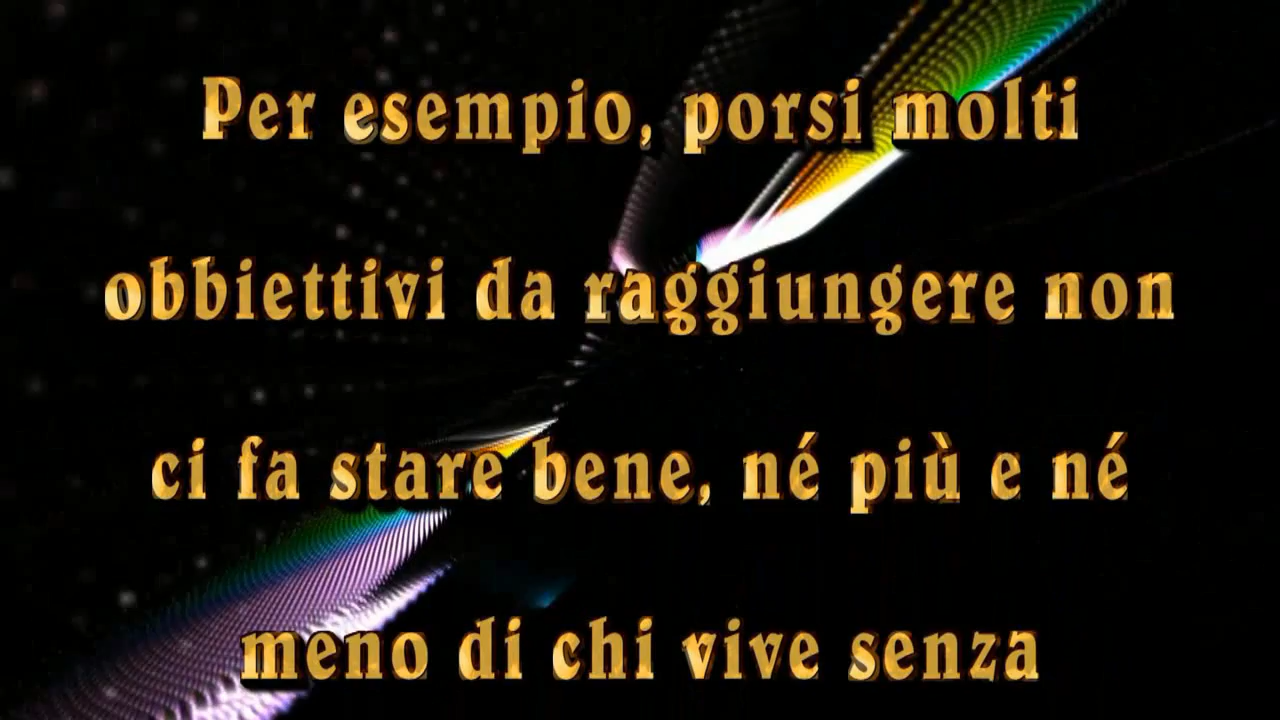 Per esempio, porsi molti
obbiettivi da raggiungere non
ci fa stare bene, né più e né
meno di chi vive senza